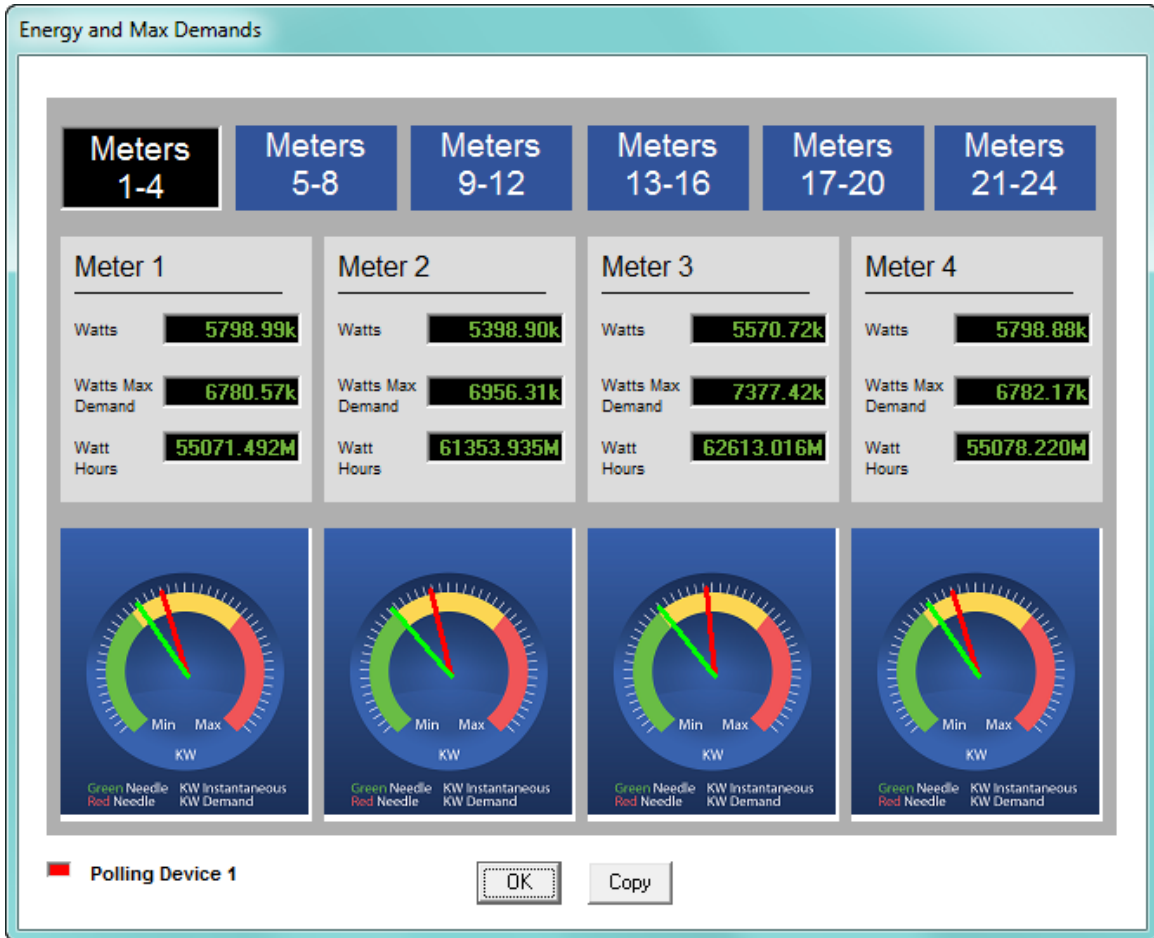 Energy and Max Demands
Meters
1-4
Meters
5-8
Meters
9-12
Meters
13-16
Meters
17-20
Meters
21-24
Meter 1
Watts 5798.99k
Watts Max
Demand 6780.57k
Watt
Hours 55071.492M
Meter 2
Watts 5398.90k
Watts Max
Demand 6956.31k
Watt
Hours 61353.935M
Meter 3
Watts 5570.72k
Watts Max
Demand 7377.42k
Watt
Hours 62613.016M
Meter 4
Watts 5798.88k
Watts Max
Demand 6782.17k
Watt
Hours 55078.220M
Min Max
KW
Green Needle KW Instantaneous
Red Needle KW Demand
Min Max
KW
Green Needle KW Instantaneous
Red Needle KW Demand
Min Max
KW
Green Needle KW Instantaneous
Red Needle KW Demand
Min Max
KW
Green Needle KW Instantaneous
Red Needle KW Demand
Polling Device 1
OK
Copy